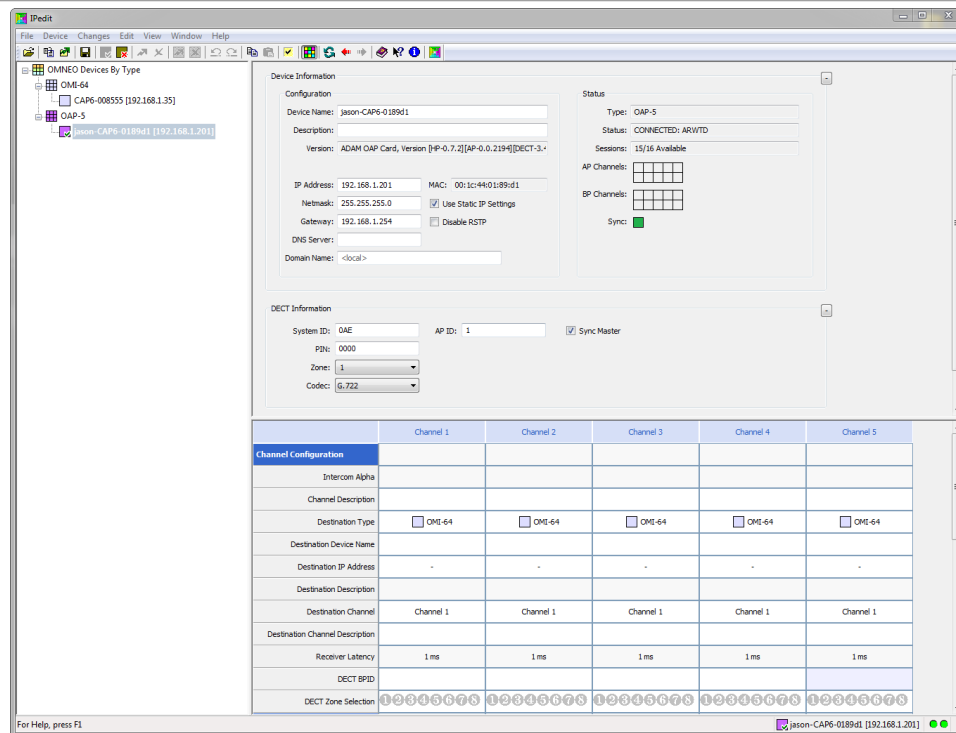 IPedit
File Device Changes Edit View Window Help
OMNEO Devices By Type
OMI-64
CAP6-008555 [192.168.1.35]
OAP-5
jason-CAP6-0189d1 [192.168.1.201]
Device Information
Configuration
Device Name: jason-CAP6-0189d1
Description:
Version: ADAM OAP Card, Version [HP-0.7.2][AP-0.0.2194][DECT-3.
IP Address: 192.168.1.201 MAC: 00:1c:44:01:89:d1
Netmask: 255.255.255.0 Use Static IP Settings
Gateway: 192.168.1.254 Disable RSTP
DNS Server:
Domain Name: <local>
Status
Type: OAP-5
Status: CONNECTED: ARWTD
Sessions: 15/16 Available
AP Channels:
BP Channels:
Sync:
DECT Information
System ID: 0AE AP ID: 1 Sync Master
PIN: 0000
Zone: 1
Codec: G.722
Channel 1 Channel 2 Channel 3 Channel 4 Channel 5
Channel Configuration
Intercom Alpha
Channel Description
Destination Type OMI-64 OMI-64 OMI-64 OMI-64 OMI-64
Destination Device Name
Destination IP Address - - - - -
Destination Description
Destination Channel Channel 1 Channel 1 Channel 1 Channel 1 Channel 1
Destination Channel Description
Receiver Latency 1 ms 1 ms 1 ms 1 ms 1 ms
DECT BPID
DECT Zone Selection 12345678 12345678 12345678 12345678 12345678
For Help, press F1
jason-CAP6-0189d1 [192.168.1.201]